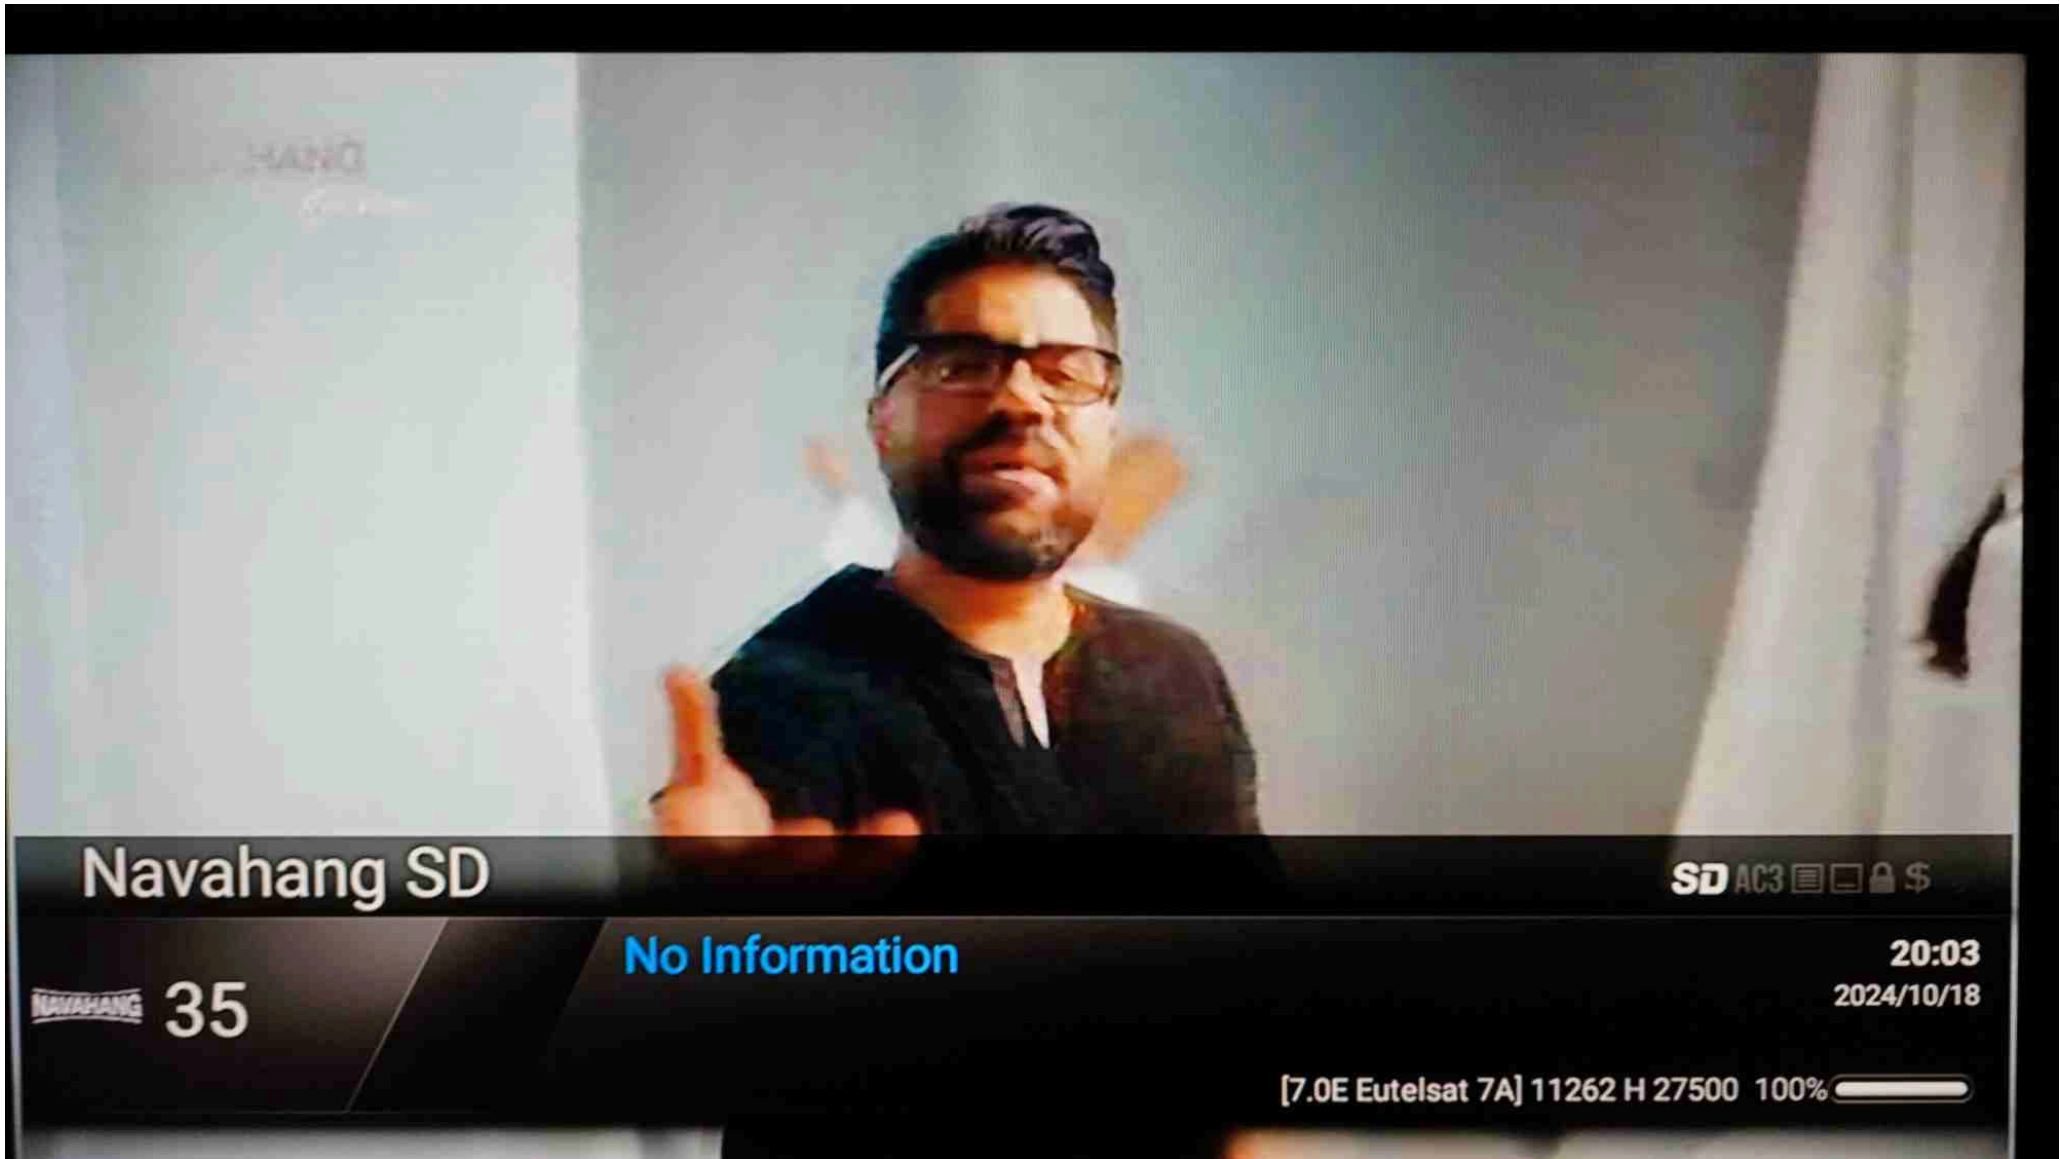 Navahang SD
SD AC3 $
No Information
20:03
NAVAHANG 35
2024/10/18
[7.0E Eutelsat 7A] 11262 H 27500 100%